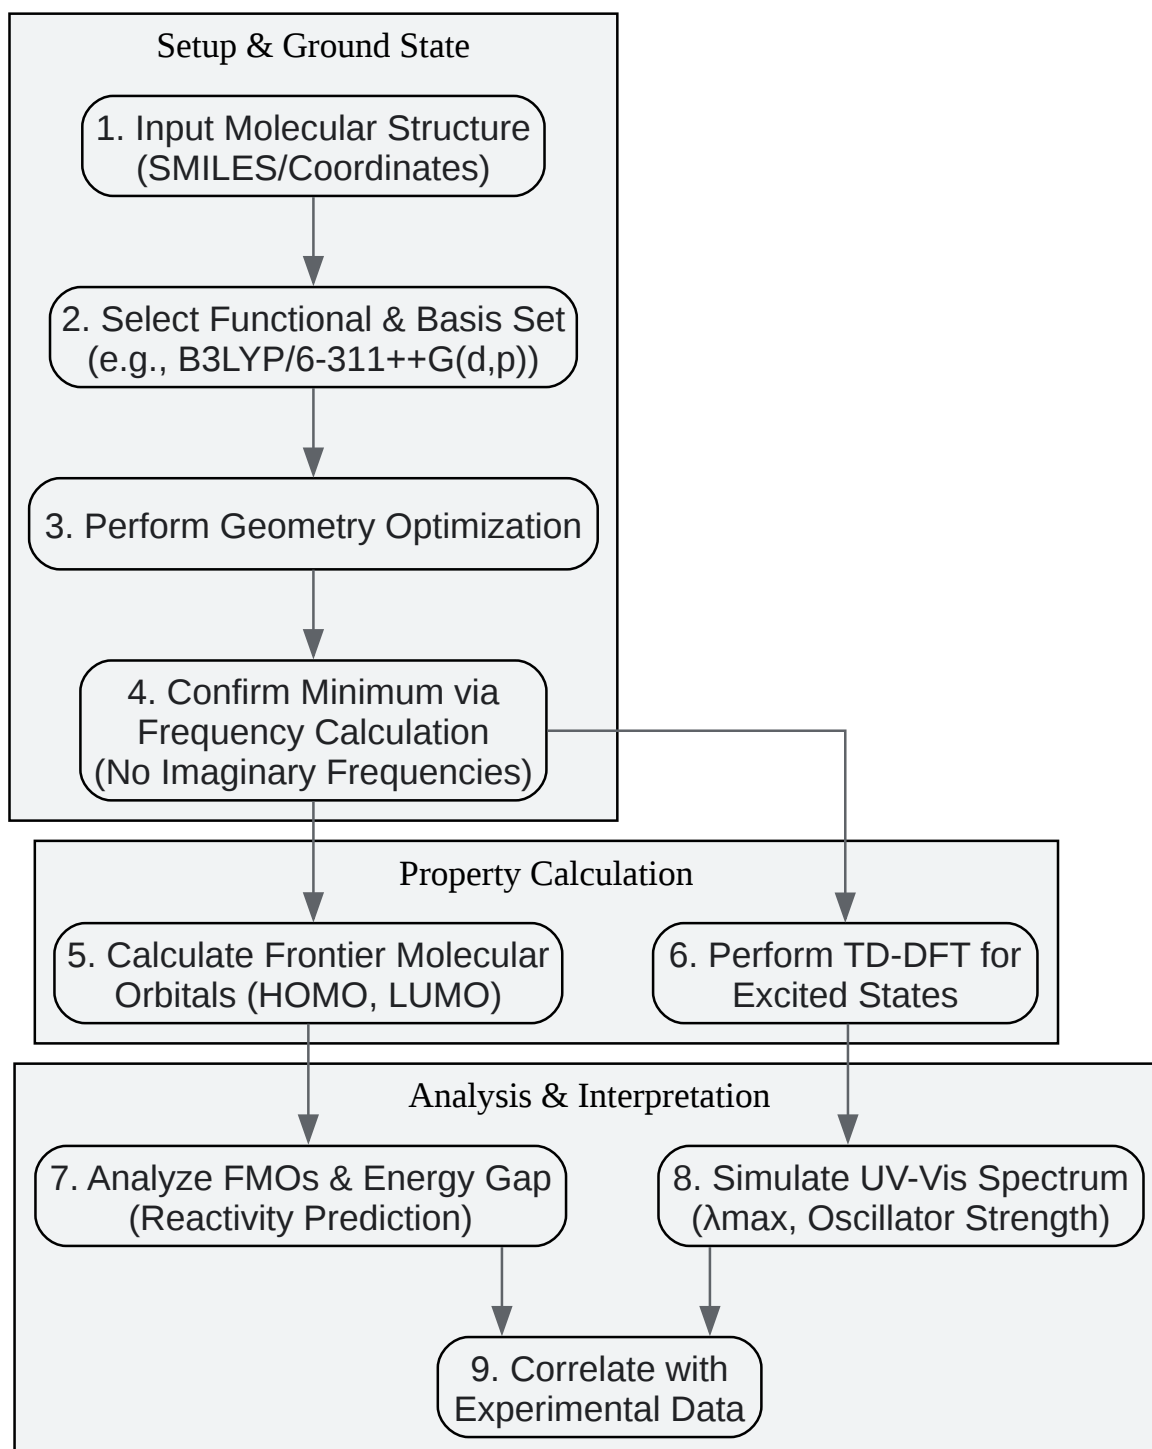 Setup & Ground State
1. Input Molecular Structure
(SMILES/Coordinates)
2. Select Functional & Basis Set
(e.g., B3LYP/6-311++G(d,p))
3. Perform Geometry Optimization
4. Confirm Minimum via
Frequency Calculation
(No Imaginary Frequencies)
Property Calculation
5. Calculate Frontier Molecular
Orbitals (HOMO, LUMO)
6. Perform TD-DFT for
Excited States
Analysis & Interpretation
7. Analyze FMOs & Energy Gap
(Reactivity Prediction)
8. Simulate UV-Vis Spectrum
(λmax, Oscillator Strength)
9. Correlate with
Experimental Data